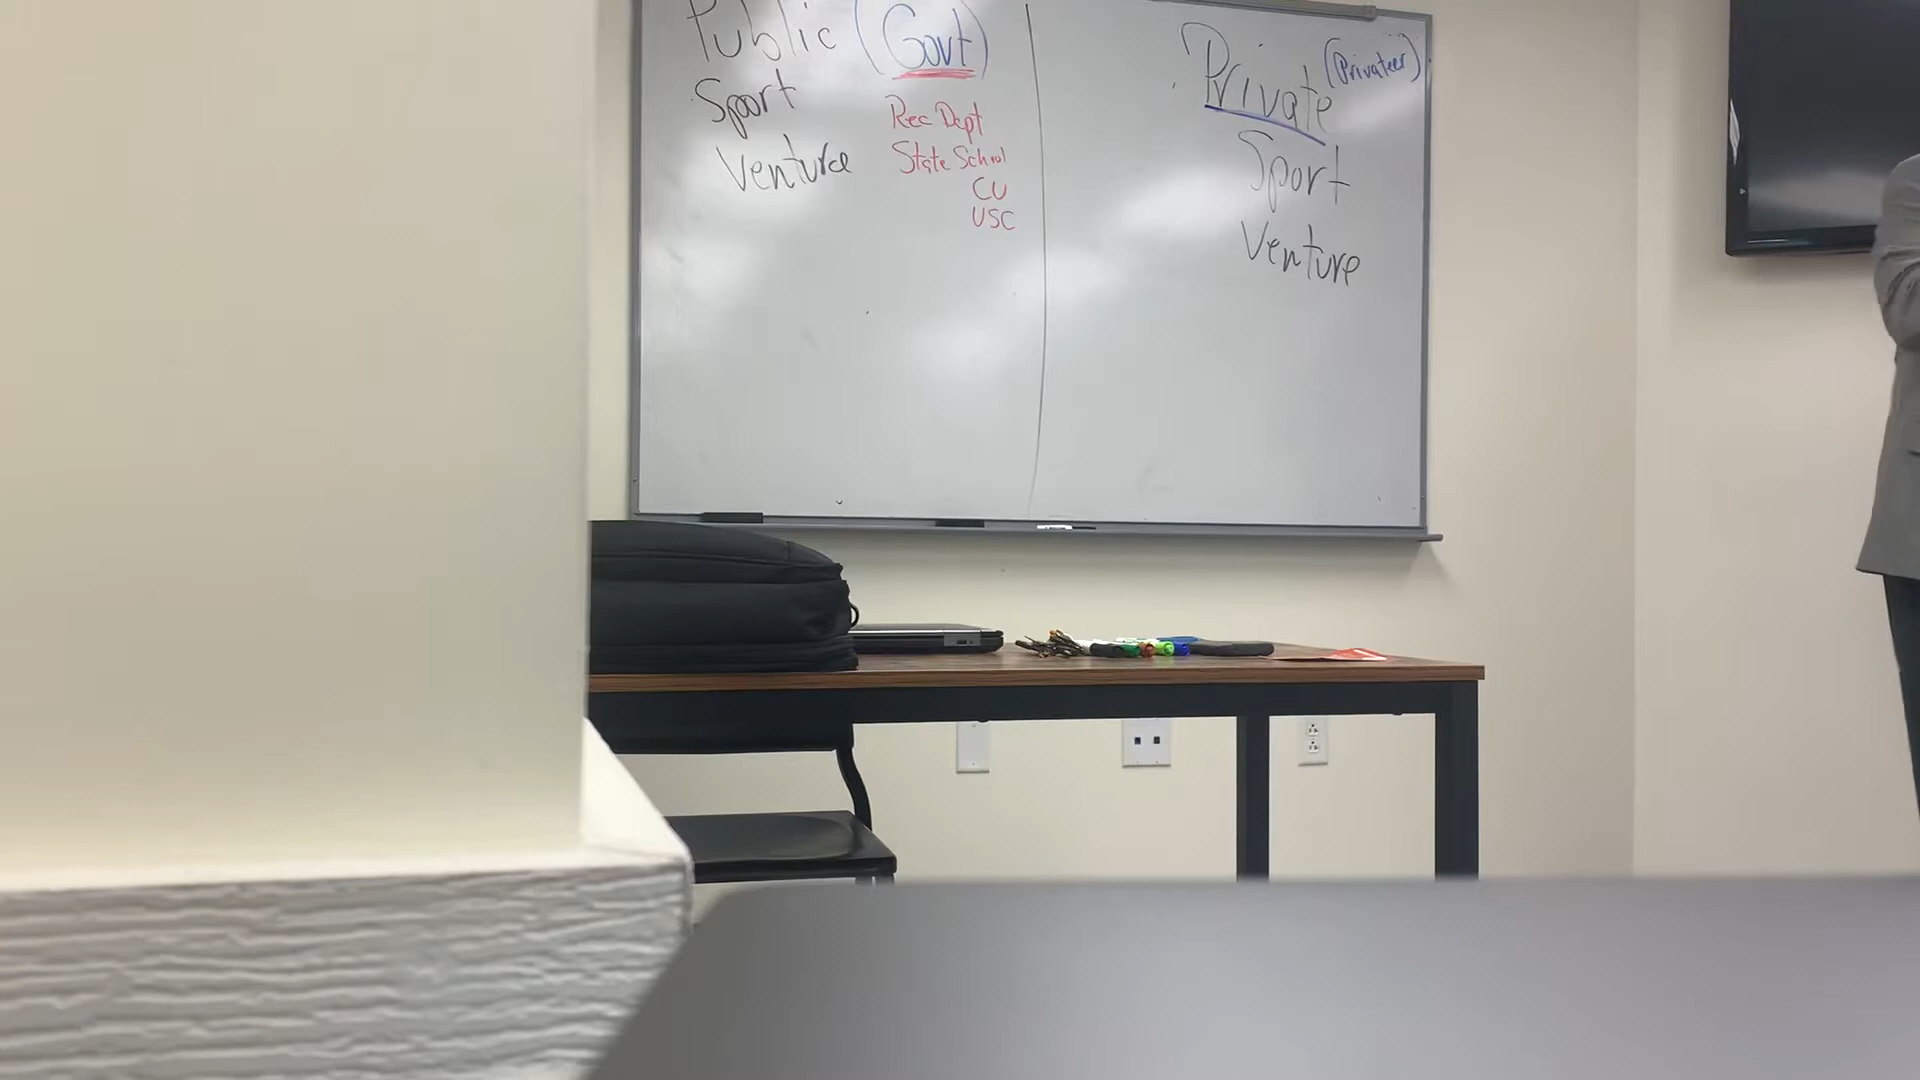 Public (Govt)
Sport
Venture
Rec Dept
State School
CU
USC
Private (Privateer)
Sport
Venture